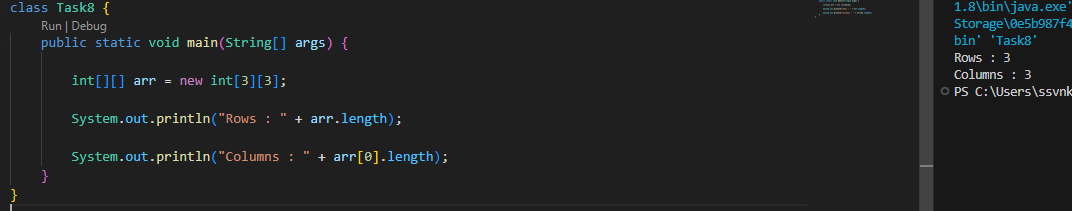 class Task8 {
Run | Debug
public static void main(String[] args) {
int[][] arr = new int[3][3];
System.out.println("Rows : " + arr.length);
System.out.println("Columns : " + arr[0].length);
}
}
1.8\bin\java.exe'
Storage\0e5b987f4
bin' 'Task8'
Rows : 3
Columns : 3
PS C:\Users\ssvnk